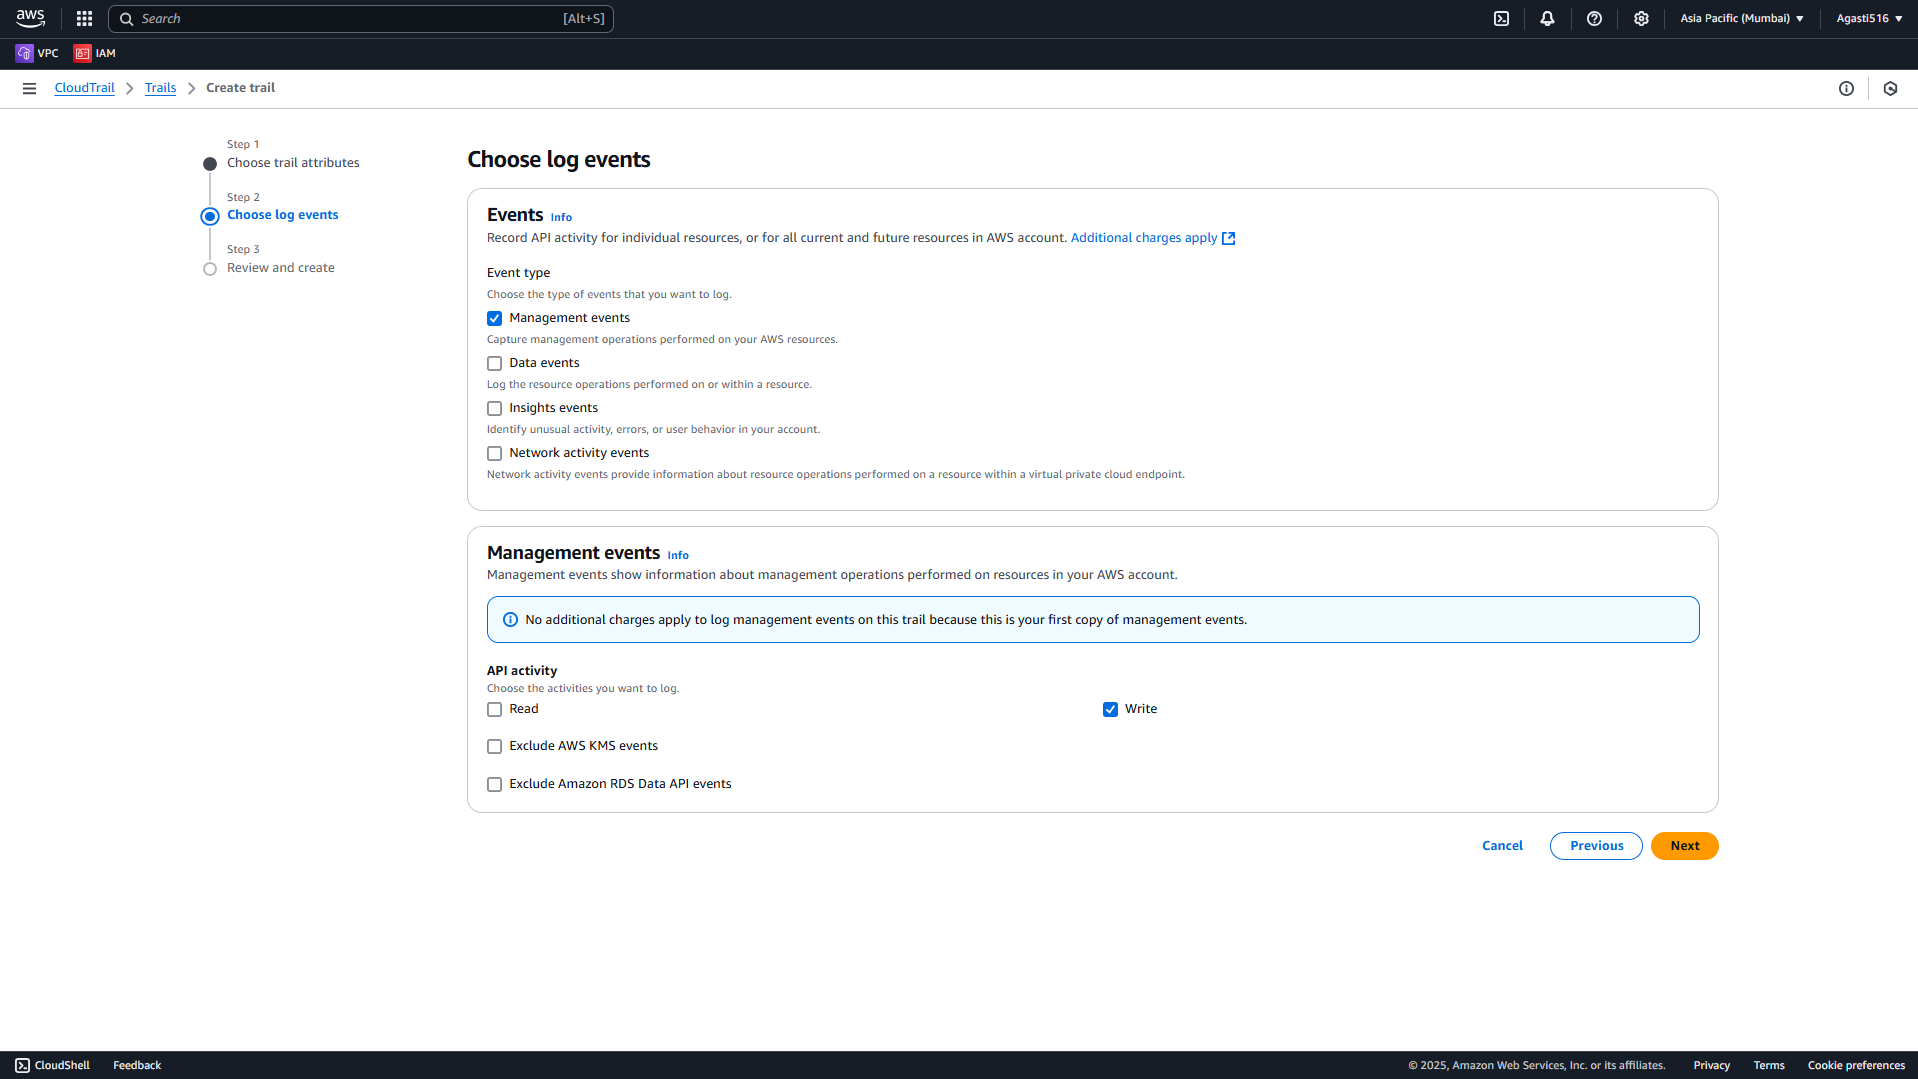 aws
Search
[Alt+S]
Asia Pacific (Mumbai)
Agasti516
VPC
IAM
CloudTrail
Trails
Create trail
Step 1
Choose trail attributes
Step 2
Choose log events
Step 3
Review and create
Choose log events
Events Info
Record API activity for individual resources, or for all current and future resources in AWS account. Additional charges apply
Event type
Choose the type of events that you want to log.
Management events
Capture management operations performed on your AWS resources.
Data events
Log the resource operations performed on or within a resource.
Insights events
Identify unusual activity, errors, or user behavior in your account.
Network activity events
Network activity events provide information about resource operations performed on a resource within a virtual private cloud endpoint.
Management events Info
Management events show information about management operations performed on resources in your AWS account.
No additional charges apply to log management events on this trail because this is your first copy of management events.
API activity
Choose the activities you want to log.
Read
Write
Exclude AWS KMS events
Exclude Amazon RDS Data API events
Cancel
Previous
Next
CloudShell
Feedback
© 2025, Amazon Web Services, Inc. or its affiliates.
Privacy
Terms
Cookie preferences